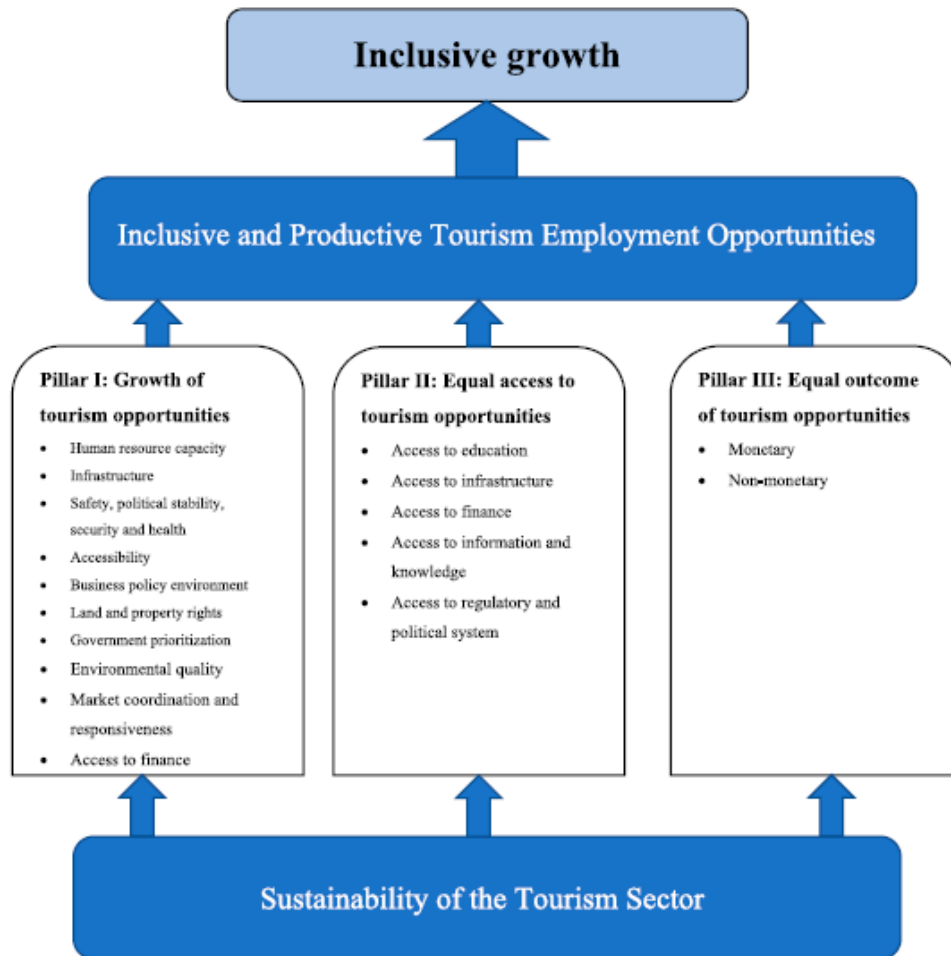 Inclusive growth
Inclusive and Productive Tourism Employment Opportunities
Pillar I: Growth of
tourism opportunities
• Human resource capacity
• Infrastructure
• Safety, political stability,
security and health
• Accessibility
• Business policy environment
• Land and property rights
• Government prioritization
• Environmental quality
• Market coordination and
responsiveness
• Access to finance
Pillar II: Equal access to
tourism opportunities
• Access to education
• Access to infrastructure
• Access to finance
• Access to information and
knowledge
• Access to regulatory and
political system
Pillar III: Equal outcome
of tourism opportunities
• Monetary
• Non-monetary
Sustainability of the Tourism Sector